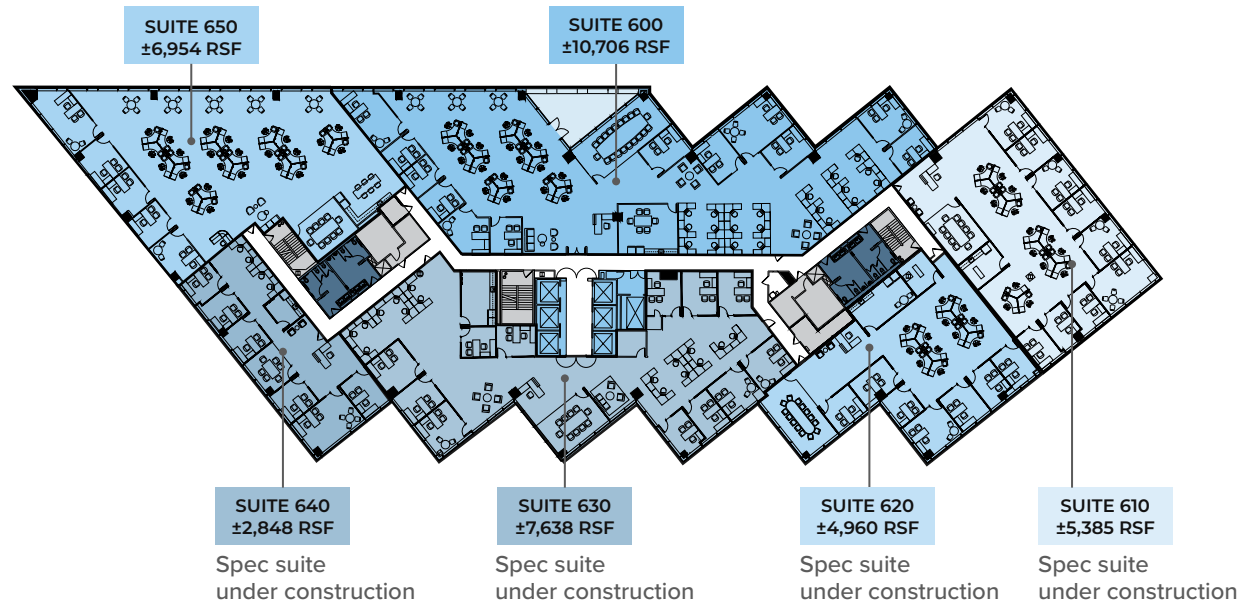 SUITE 650
±6,954 RSF
SUITE 600
±10,706 RSF
SUITE 640
±2,848 RSF
Spec suite
under construction
SUITE 630
±7,638 RSF
Spec suite
under construction
SUITE 620
±4,960 RSF
Spec suite
under construction
SUITE 610
±5,385 RSF
Spec suite
under construction